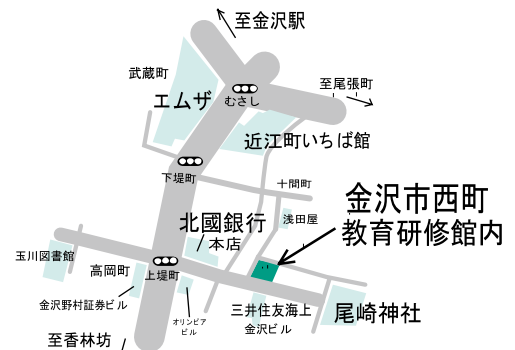 至金沢駅
武蔵町
エムザ
むさし
至尾張町
近江町いちば館
下堤町
十間町
金沢市西町
教育研修館内
浅田屋
北國銀行
本店
玉川図書館
高岡町
上堤町
金沢野村証券ビル
オリンピア
ビル
三井住友海上
金沢ビル
尾崎神社
至香林坊